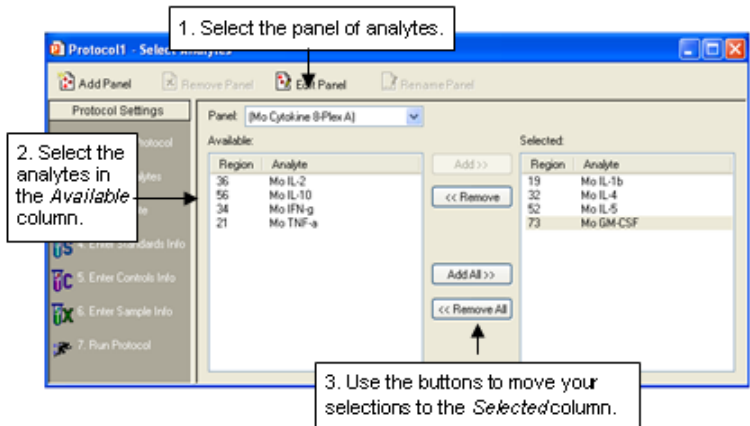 1. Select the panel of analytes.
Protocol1 - Select
Add Panel Remove Panel Edit Panel Rename Panel
Protocol Settings
Panel: (Mo Cytokine 8-Plex A)
Available:
Selected:
2. Select the
analytes in
the Available
column.
Region Analyte
36 Mo IL-2
56 Mo IL-10
34 Mo IFN-g
21 Mo TNF-a
Add >>
<< Remove
Add All >>
<< Remove All
Region Analyte
19 Mo IL-1b
32 Mo IL-4
52 Mo IL-5
73 Mo GM-CSF
4. Enter Standards Info
5. Enter Controls Info
6. Enter Sample Info
7. Run Protocol
3. Use the buttons to move your
selections to the Selected column.